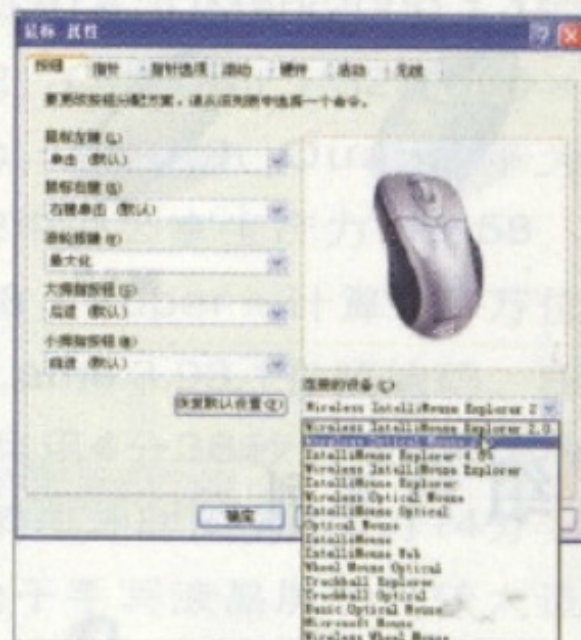 鼠标 属性
按钮 指针 指针选项 滚动 硬件 活动 无线
要更改按钮分配方案，请从该列表中选择一个命令。
鼠标左键(L)
单击 (默认)
鼠标右键(R)
右键单击 (默认)
滚轮按钮(W)
最大化
大拇指按钮(G)
后退 (默认)
小拇指按钮(M)
前进 (默认)
恢复默认设置(D)
连接的设备(C)
Wireless IntelliMouse Explorer 2
Wireless IntelliMouse Explorer 2.0
Wireless Optical Mouse
IntelliMouse Explorer 4.0
Wireless IntelliMouse Explorer
IntelliMouse Explorer
Wireless Optical Mouse
IntelliMouse Optical
Optical Mouse
IntelliMouse
IntelliMouse Web
Wheel Mouse Optical
Trackball Explorer
Trackball Optical
Basic Optical Mouse
Microsoft Mouse
Wireless Wheel Mouse
确定